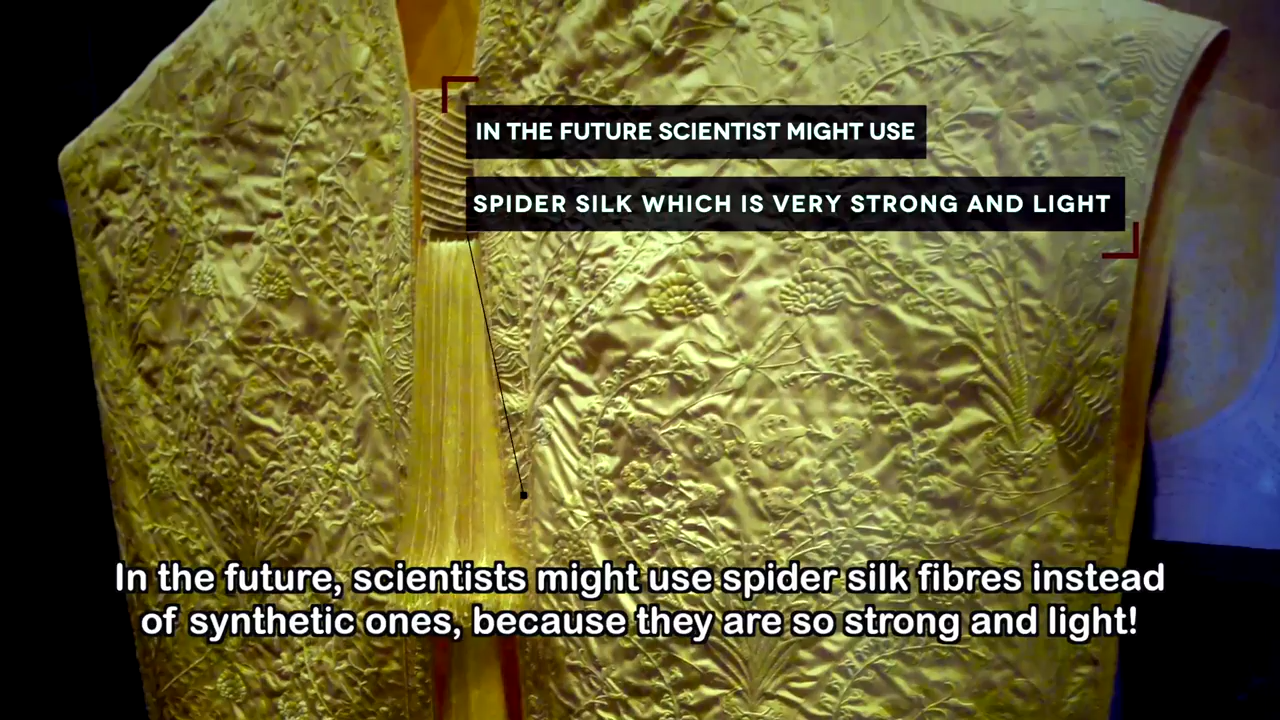 IN THE FUTURE SCIENTIST MIGHT USE
SPIDER SILK WHICH IS VERY STRONG AND LIGHT
In the future, scientists might use spider silk fibres instead
of synthetic ones, because they are so strong and light!